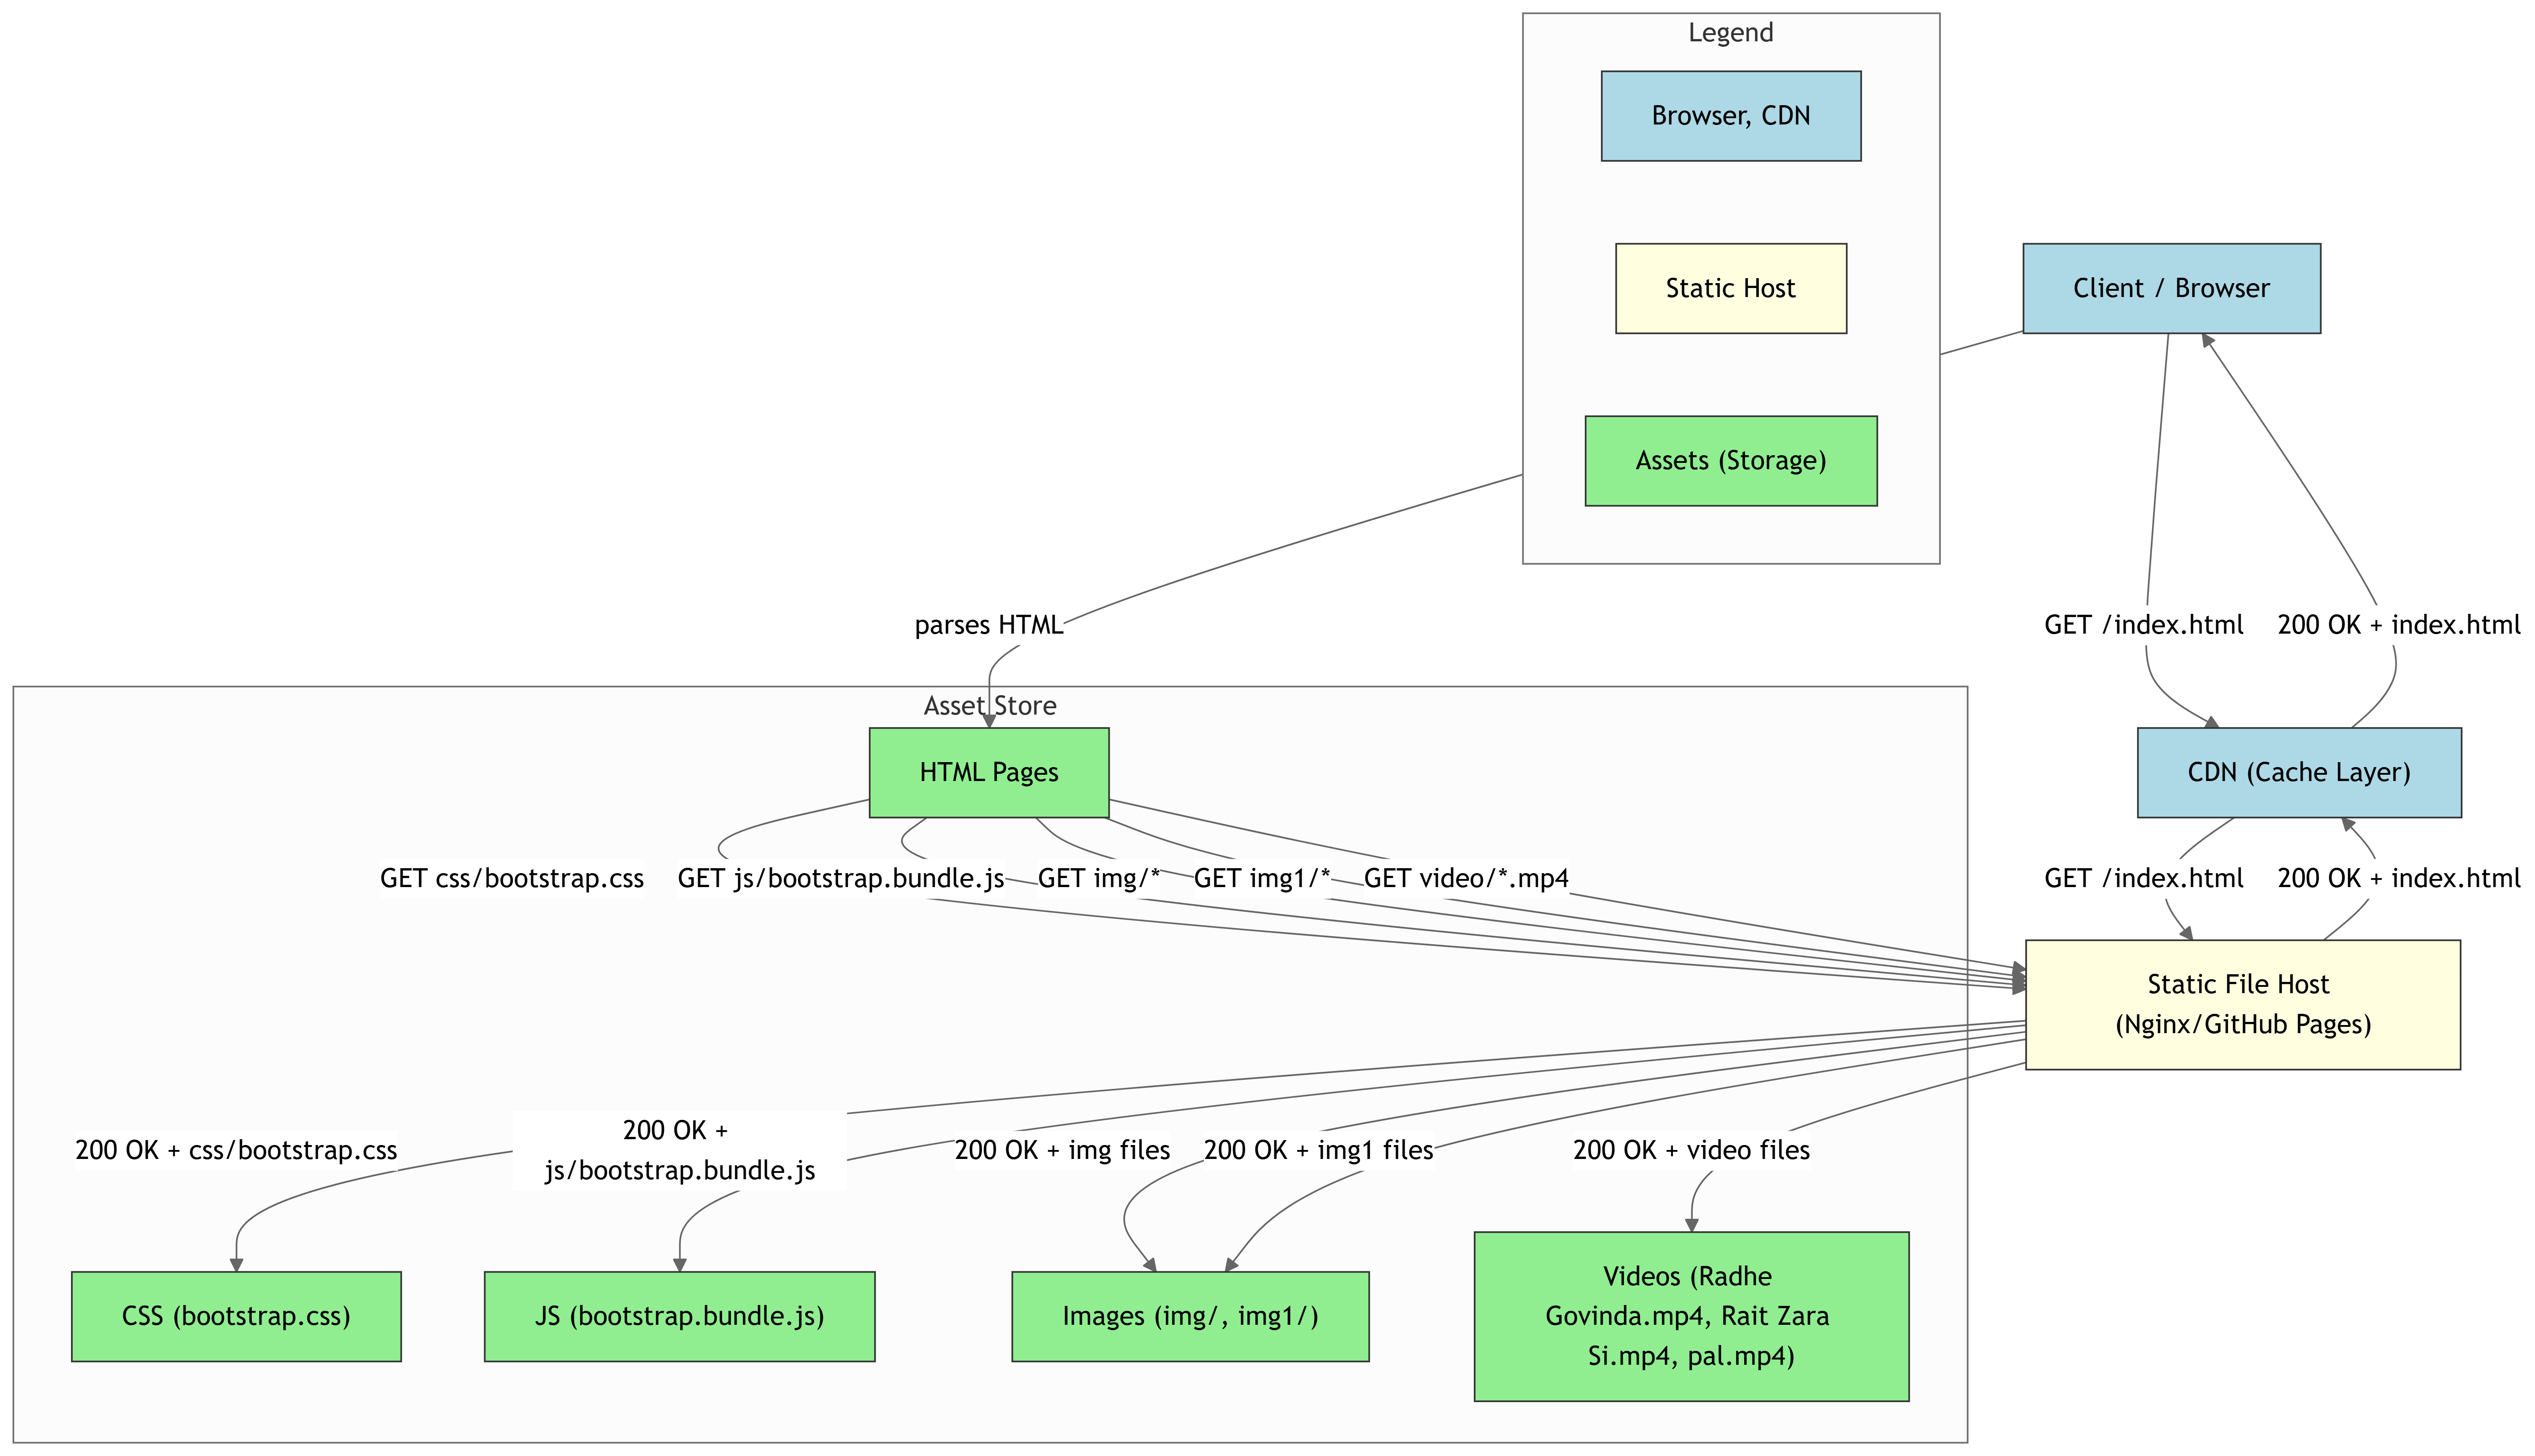 Legend
Browser, CDN
Static Host
Client / Browser
Assets (Storage)
parses HTML
GET /index.html
200 OK + index.html
Asset Store
HTML Pages
CDN (Cache Layer)
GET css/bootstrap.css
GET js/bootstrap.bundle.js
GET img/*
GET img1/*
GET video/*.mp4
GET /index.html
200 OK + index.html
Static File Host
(Nginx/GitHub Pages)
200 OK + css/bootstrap.css
200 OK +
js/bootstrap.bundle.js
200 OK + img files
200 OK + img1 files
200 OK + video files
CSS (bootstrap.css)
JS (bootstrap.bundle.js)
Images (img/, img1/)
Videos (Radhe
Govinda.mp4, Rait Zara
Si.mp4, pal.mp4)